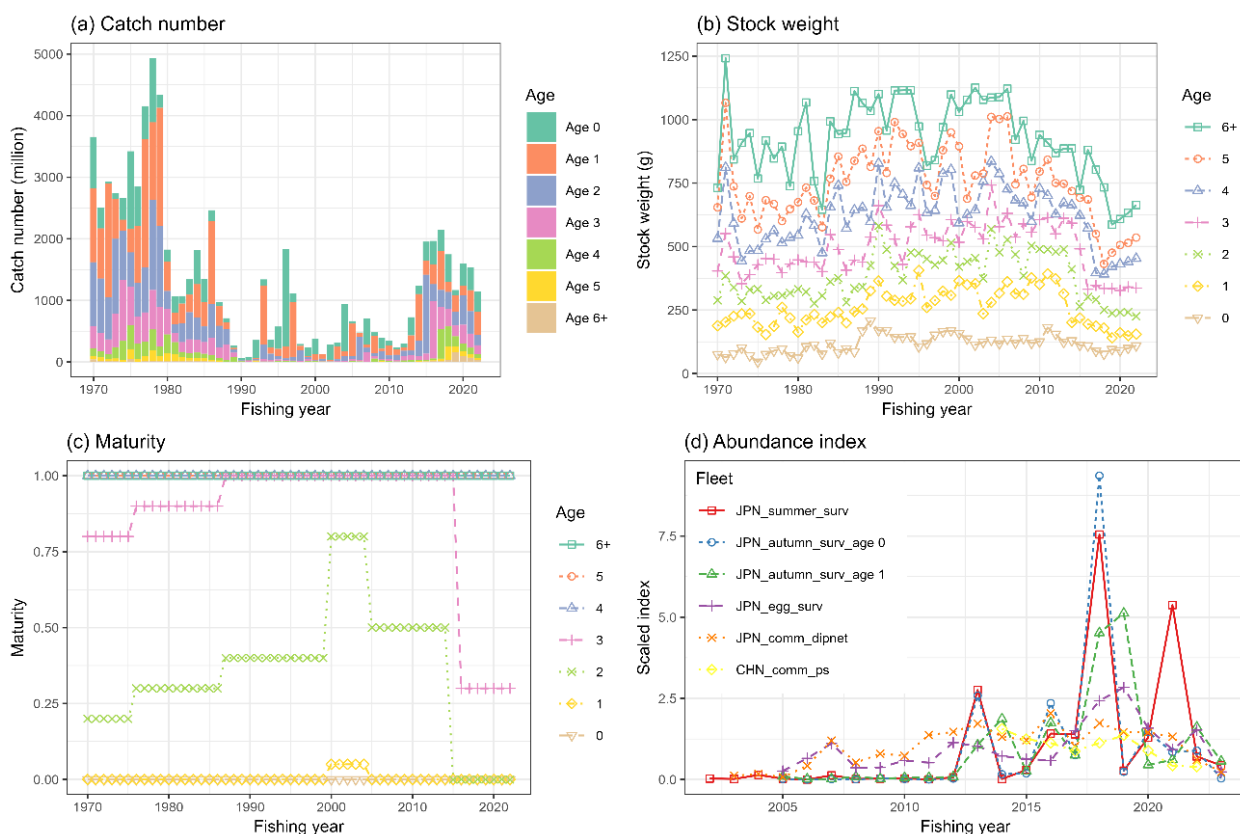 (a) Catch number
Catch number (million)
5000
4000
3000
2000
1000
0
1970
1980
1990
2000
2010
2020
Fishing year
Age
Age 0
Age 1
Age 2
Age 3
Age 4
Age 5
Age 6+
(b) Stock weight
Stock weight (g)
1250
1000
750
500
250
0
1970
1980
1990
2000
2010
2020
Fishing year
Age
6+
5
4
3
2
1
0
(c) Maturity
Maturity
1.00
0.75
0.50
0.25
0.00
1970
1980
1990
2000
2010
2020
Fishing year
Age
6+
5
4
3
2
1
0
(d) Abundance index
Scaled index
7.5
5.0
2.5
0.0
2005
2010
2015
2020
Fishing year
Fleet
JPN_summer_surv
JPN_autumn_surv_age 0
JPN_autumn_surv_age 1
JPN_egg_surv
JPN_comm_dipnet
CHN_comm_ps